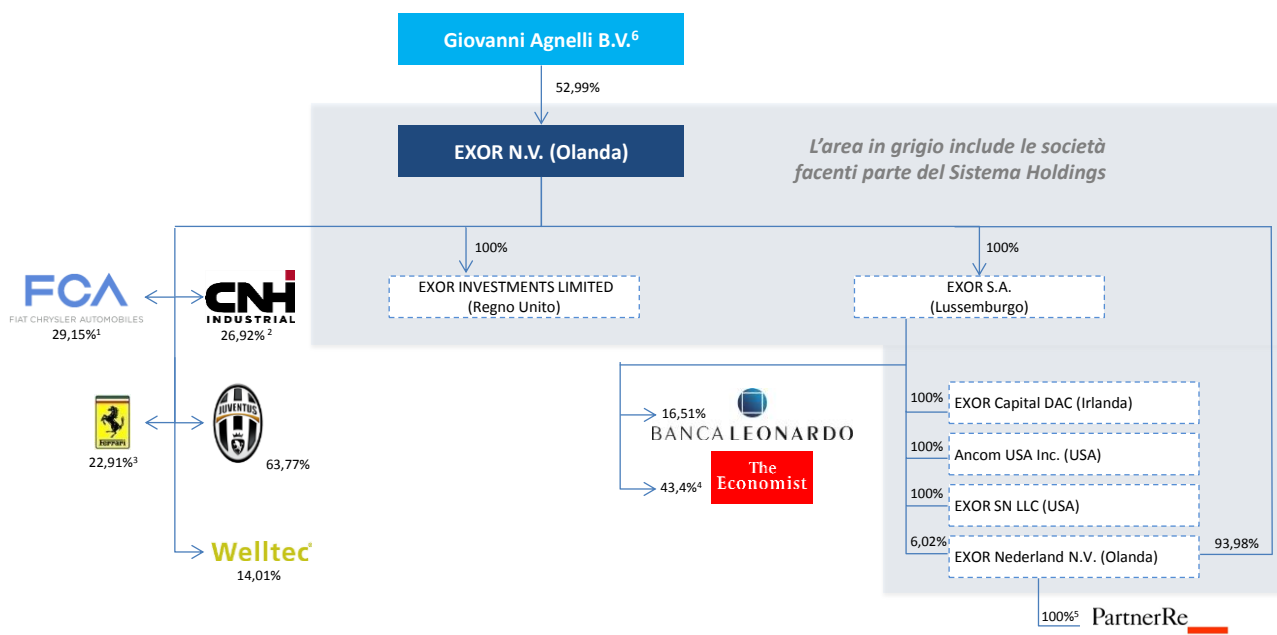 Giovanni Agnelli B.V.⁶
52,99%
EXOR N.V. (Olanda)
L'area in grigio include le società
facenti parte del Sistema Holdings
100%
100%
EXOR INVESTMENTS LIMITED
(Regno Unito)
EXOR S.A.
(Lussemburgo)
FCA
FIAT CHRYSLER AUTOMOBILES
29,15%¹
CNH
INDUSTRIAL
26,92% ²
Ferrari
22,91%³
JUVENTUS
63,77%
Welltec
14,01%
16,51%
BANCA LEONARDO
43,4%⁴
The
Economist
100%
EXOR Capital DAC (Irlanda)
100%
Ancom USA Inc. (USA)
100%
EXOR SN LLC (USA)
6,02%
EXOR Nederland N.V. (Olanda)
93,98%
100%⁵
PartnerRe